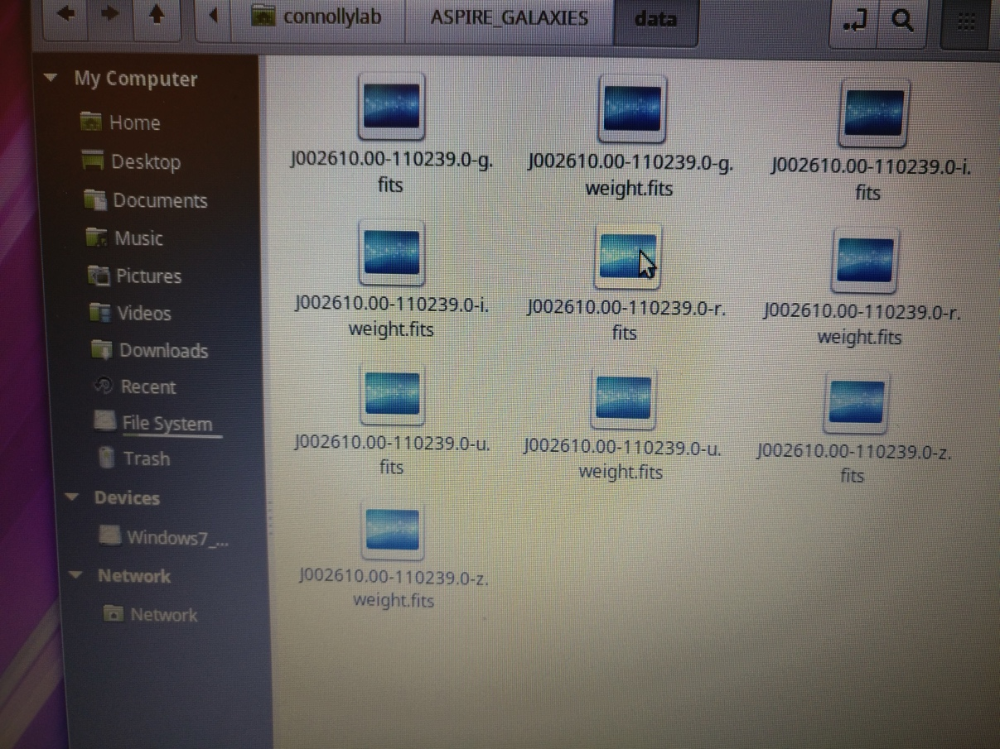 connollylab ASPIRE_GALAXIES data
My Computer
Home
Desktop
Documents
Music
Pictures
Videos
Downloads
Recent
File System
Trash
Devices
Windows7_...
Network
Network
J002610.00-110239.0-g.
fits
J002610.00-110239.0-g.
weight.fits
J002610.00-110239.0-i.
fits
J002610.00-110239.0-i.
weight.fits
J002610.00-110239.0-r.
fits
J002610.00-110239.0-r.
weight.fits
J002610.00-110239.0-u.
fits
J002610.00-110239.0-u.
weight.fits
J002610.00-110239.0-z.
fits
J002610.00-110239.0-z.
weight.fits